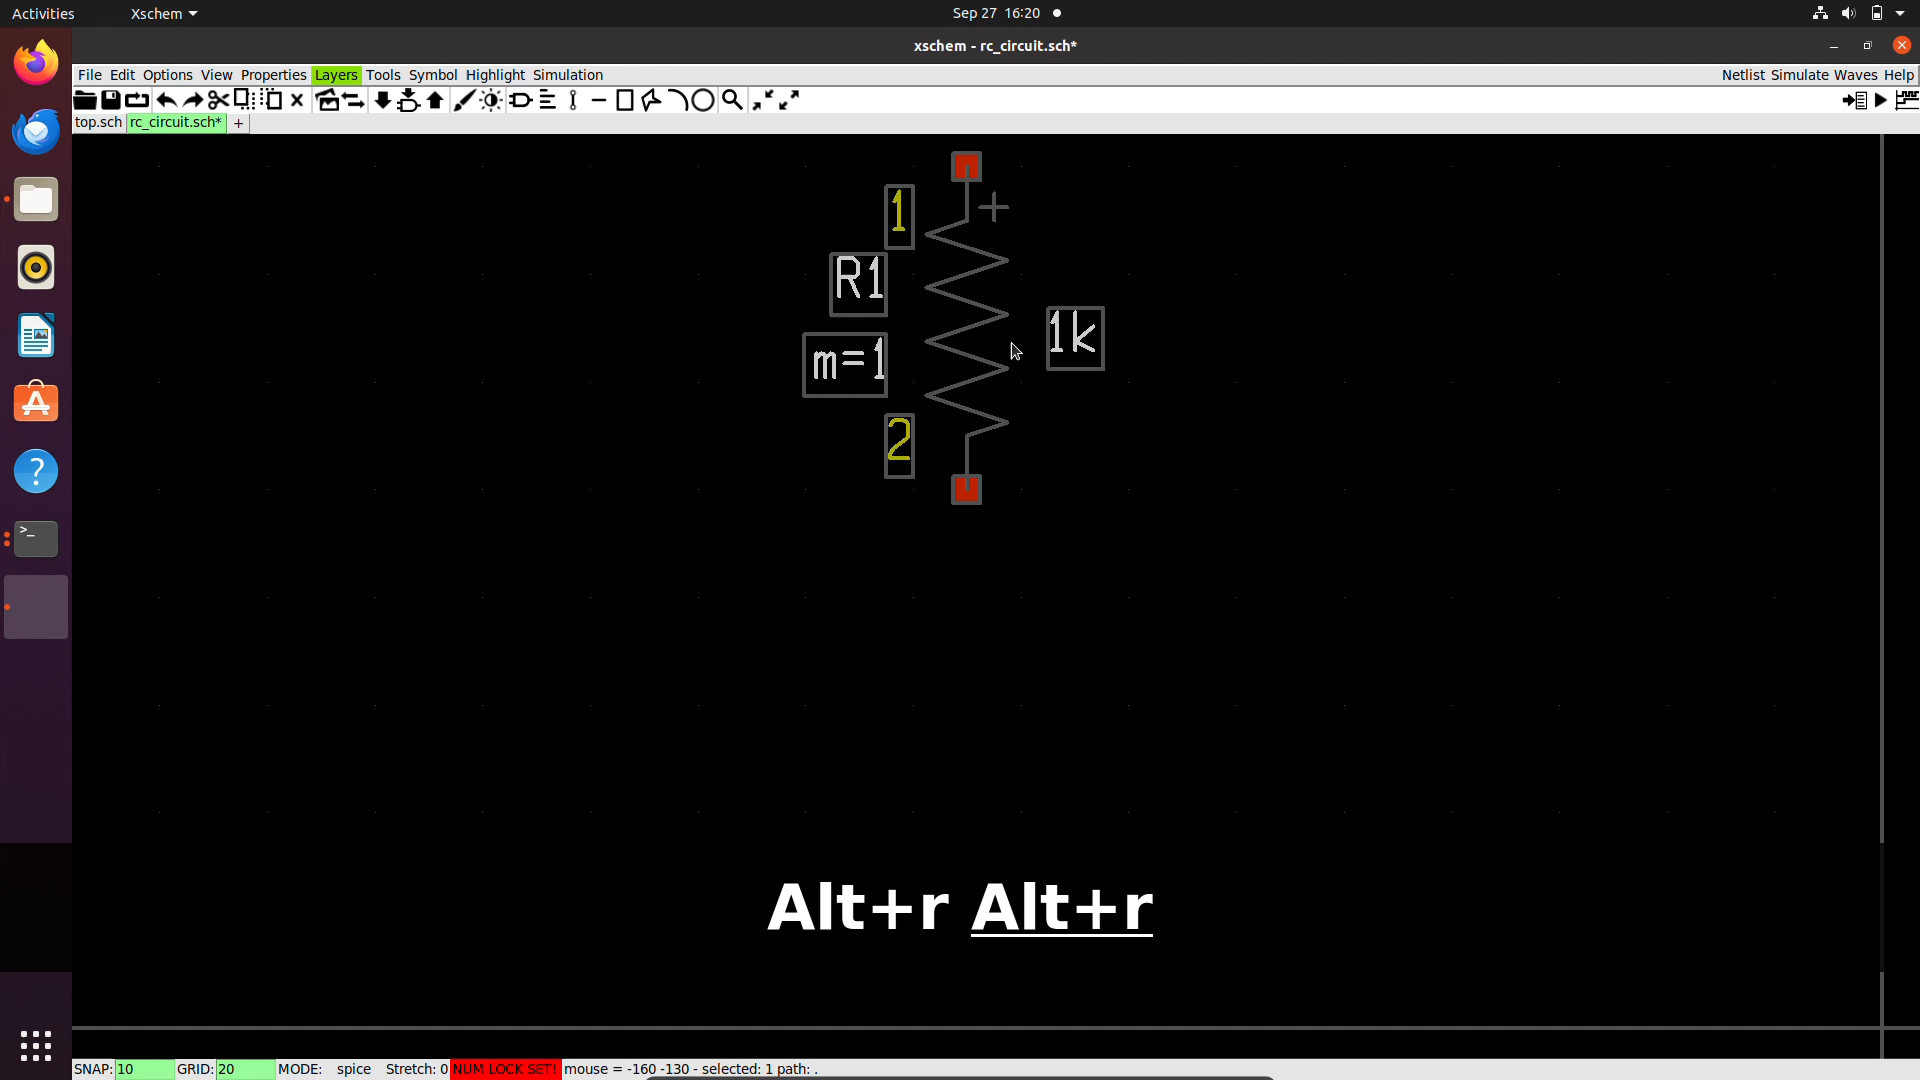 Activities Xschem Sep 27 16:20
xschem - rc_circuit.sch*
File Edit Options View Properties Layers Tools Symbol Highlight Simulation Netlist Simulate Waves Help
top.sch rc_circuit.sch* +
1
R1
1k
m=1
2
Alt+r Alt+r
SNAP: 10 GRID: 20 MODE: spice Stretch: 0 NUM LOCK SET! mouse = -160 -130 - selected: 1 path: .